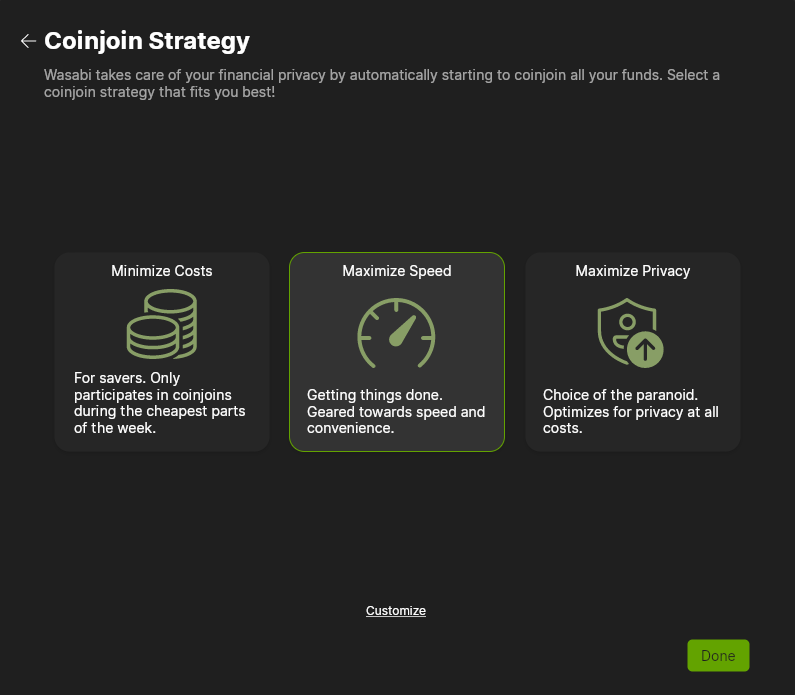 Coinjoin Strategy
Wasabi takes care of your financial privacy by automatically starting to coinjoin all your funds. Select a
coinjoin strategy that fits you best!
Minimize Costs
For savers. Only
participates in coinjoins
during the cheapest parts
of the week.
Maximize Speed
Getting things done.
Geared towards speed and
convenience.
Maximize Privacy
Choice of the paranoid.
Optimizes for privacy at all
costs.
Customize
Done